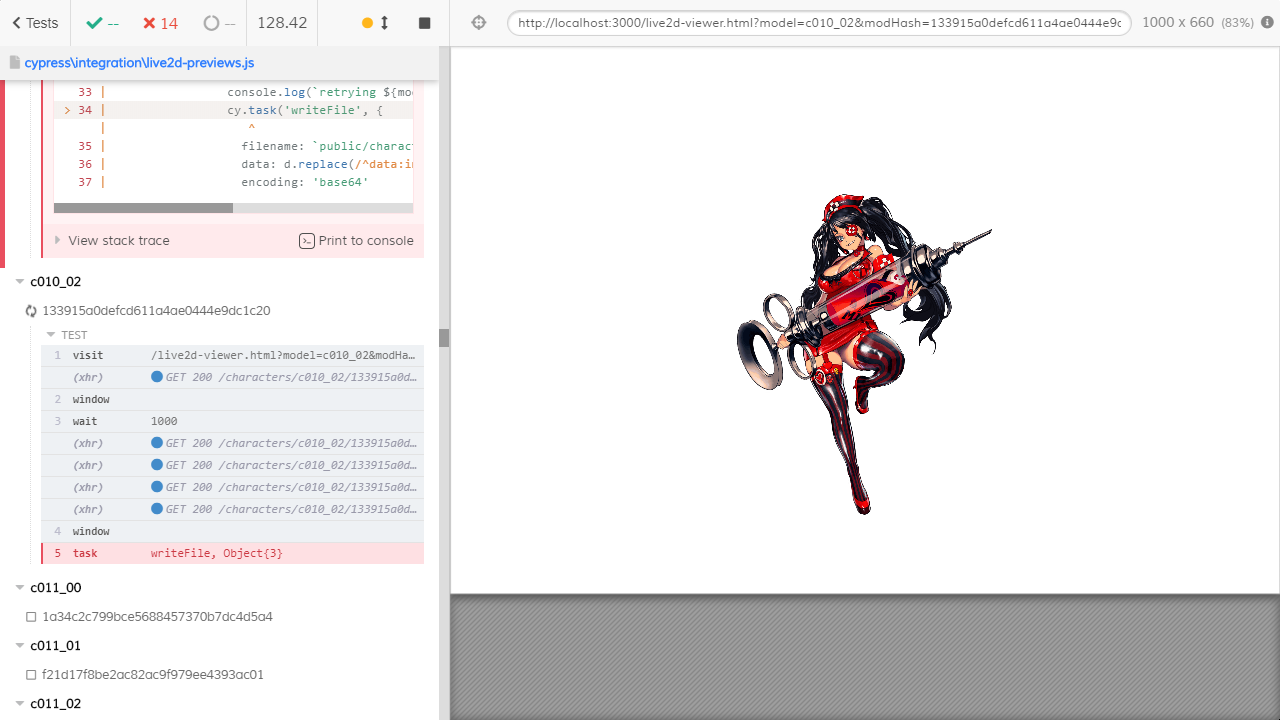 Tests
--
14
--
128.42
http://localhost:3000/live2d-viewer.html?model=c010_02&modHash=133915a0defcd611a4ae0444e9dc
1000 x 660 (83%)
cypress\integration\live2d-previews.js
33 | console.log(`retrying ${mo
> 34 | cy.task('writeFile', {
| ^
35 | filename: `public/charact
36 | data: d.replace(/^data:i
37 | encoding: 'base64'
View stack trace
Print to console
c010_02
133915a0defcd611a4ae0444e9dc1c20
TEST
1 visit /live2d-viewer.html?model=c010_02&modHa…
(xhr) GET 200 /characters/c010_02/133915a0d…
2 window
3 wait 1000
(xhr) GET 200 /characters/c010_02/133915a0d…
(xhr) GET 200 /characters/c010_02/133915a0d…
(xhr) GET 200 /characters/c010_02/133915a0d…
(xhr) GET 200 /characters/c010_02/133915a0d…
4 window
5 task writeFile, Object{3}
c011_00
1a34c2c799bce5688457370b7dc4d5a4
c011_01
f21d17f8be2ac82ac9f979ee4393ac01
c011_02